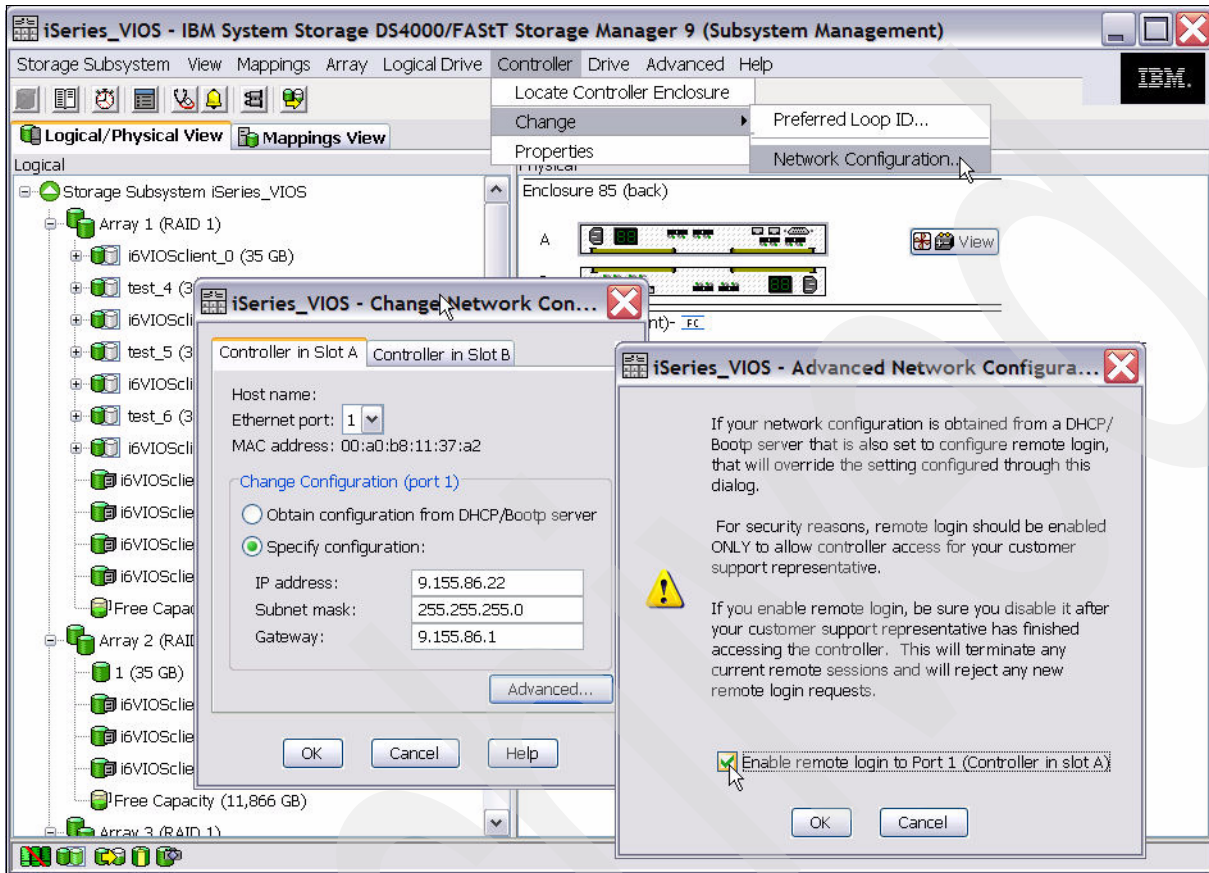 iSeries_VIOS - IBM System Storage DS4000/FAStT Storage Manager 9 (Subsystem Management)
Storage Subsystem View Mappings Array Logical Drive Controller Drive Advanced Help
IBM.
Locate Controller Enclosure
Change
Properties
Preferred Loop ID...
Network Configuration...
Logical/Physical View
Mappings View
Logical
Physical
Storage Subsystem iSeries_VIOS
Array 1 (RAID 1)
i6VIOSclient_0 (35 GB)
test_4 (3
i6VIOScli
test_5 (3
i6VIOScli
test_6 (3
i6VIOScli
i6VIOSclie
i6VIOSclie
i6VIOSclie
i6VIOSclie
Free Capac
Array 2 (RAID
1 (35 GB)
i6VIOSclie
i6VIOSclie
i6VIOSclie
Free Capacity (11,866 GB)
Array 3 (RAID 1)
Enclosure 85 (back)
A
88
View
88
nt)- FC
iSeries_VIOS - Change Network Con...
Controller in Slot A
Controller in Slot B
Host name:
Ethernet port: 1
MAC address: 00:a0:b8:11:37:a2
Change Configuration (port 1)
Obtain configuration from DHCP/Bootp server
Specify configuration:
IP address: 9.155.86.22
Subnet mask: 255.255.255.0
Gateway: 9.155.86.1
Advanced...
OK Cancel Help
iSeries_VIOS - Advanced Network Configura...
If your network configuration is obtained from a DHCP/
Bootp server that is also set to configure remote login,
that will override the setting configured through this
dialog.
For security reasons, remote login should be enabled
ONLY to allow controller access for your customer
support representative.
If you enable remote login, be sure you disable it after
your customer support representative has finished
accessing the controller. This will terminate any
current remote sessions and will reject any new
remote login requests.
Enable remote login to Port 1 (Controller in slot A)
OK Cancel